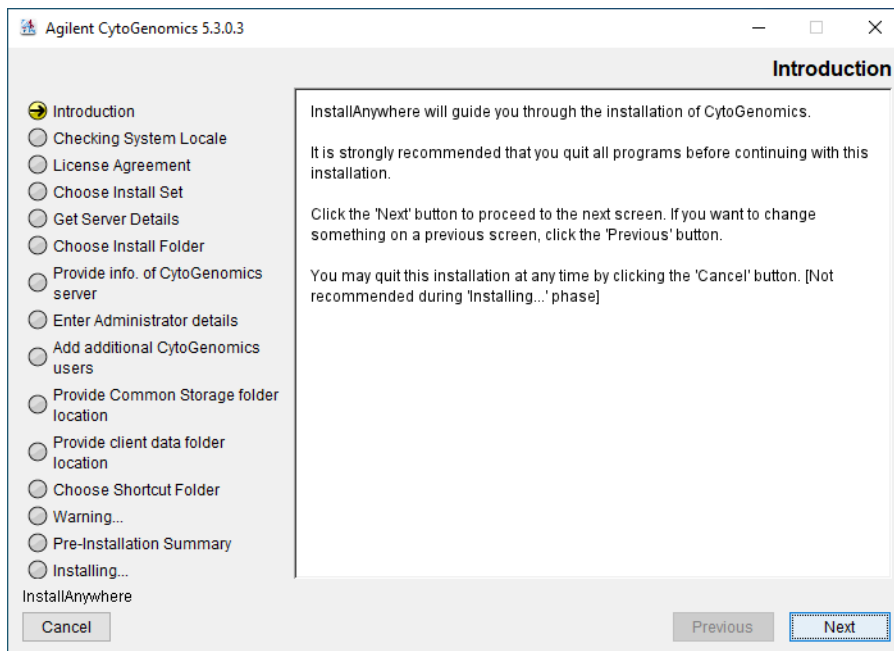 Agilent CytoGenomics 5.3.0.3
Introduction
Introduction
Checking System Locale
License Agreement
Choose Install Set
Get Server Details
Choose Install Folder
Provide info. of CytoGenomics
server
Enter Administrator details
Add additional CytoGenomics
users
Provide Common Storage folder
location
Provide client data folder
location
Choose Shortcut Folder
Warning...
Pre-Installation Summary
Installing...
InstallAnywhere will guide you through the installation of CytoGenomics.
It is strongly recommended that you quit all programs before continuing with this
installation.
Click the 'Next' button to proceed to the next screen. If you want to change
something on a previous screen, click the 'Previous' button.
You may quit this installation at any time by clicking the 'Cancel' button. [Not
recommended during 'Installing...' phase]
InstallAnywhere
Cancel
Previous
Next